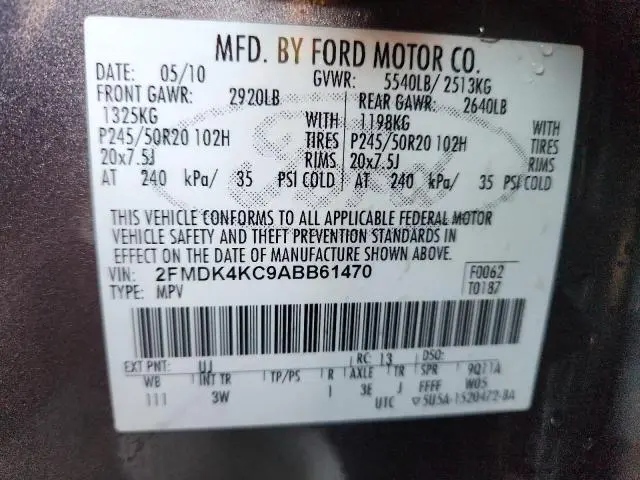 MFD. BY FORD MOTOR CO.
DATE: 05/10 GVWR: 5540LB/ 2513KG
FRONT GAWR: 2920LB REAR GAWR: 2640LB
1325KG WITH 1198KG WITH
P245/50R20 102H TIRES P245/50R20 102H TIRES
20x7.5J RIMS 20x7.5J RIMS
AT 240 kPa/ 35 PSI COLD AT 240 kPa/ 35 PSI COLD
THIS VEHICLE CONFORMS TO ALL APPLICABLE FEDERAL MOTOR
VEHICLE SAFETY AND THEFT PREVENTION STANDARDS IN
EFFECT ON THE DATE OF MANUFACTURE SHOWN ABOVE.
VIN: 2FMDK4KC9ABB61470 F0062
TYPE: MPV T0187
EXT PNT: UJ RC: 13 DSO:
WB INT TR TP/PS R AXLE TR SPR 9Q11A
111 3W I 3E J FFFF W05
UTC 5U5A-1520472-BA